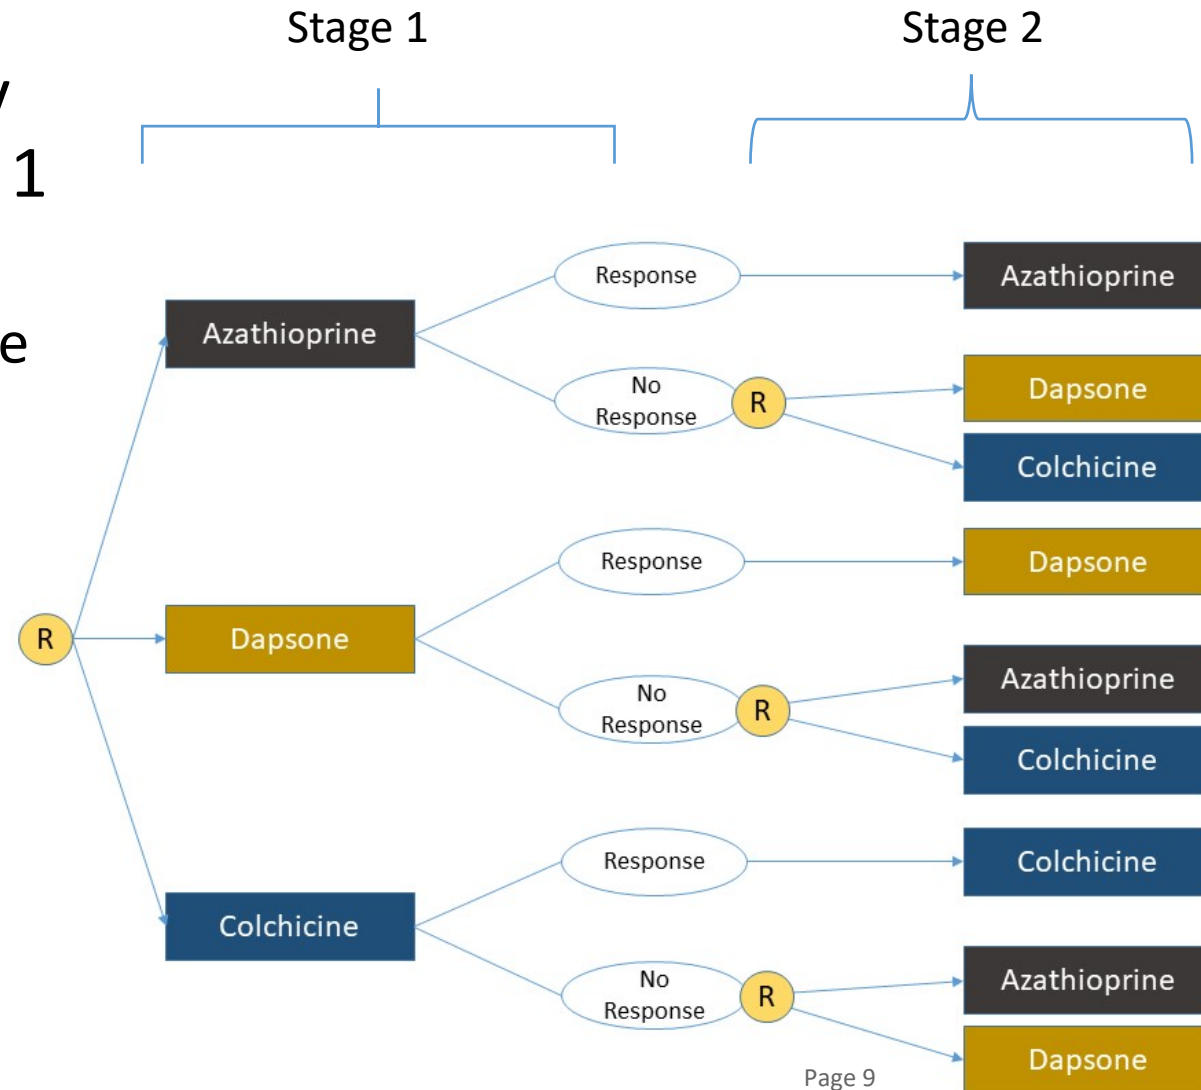 Stage 1
Stage 2
y
1
e
Response
Azathioprine
Azathioprine
No
Response
R
Dapsone
Colchicine
Response
Dapsone
R
Dapsone
No
Response
R
Azathioprine
Colchicine
Response
Colchicine
Colchicine
No
Response
R
Azathioprine
Dapsone
Page 9